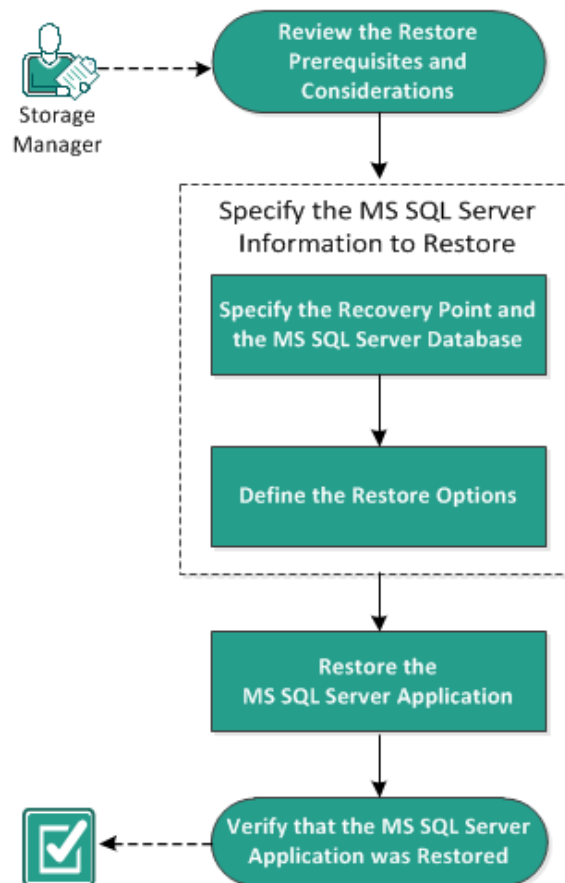 Review the Restore
Prerequisites and
Considerations
Storage
Manager
Specify the MS SQL Server
Information to Restore
Specify the Recovery Point and
the MS SQL Server Database
Define the Restore Options
Restore the
MS SQL Server Application
Verify that the MS SQL Server
Application was Restored